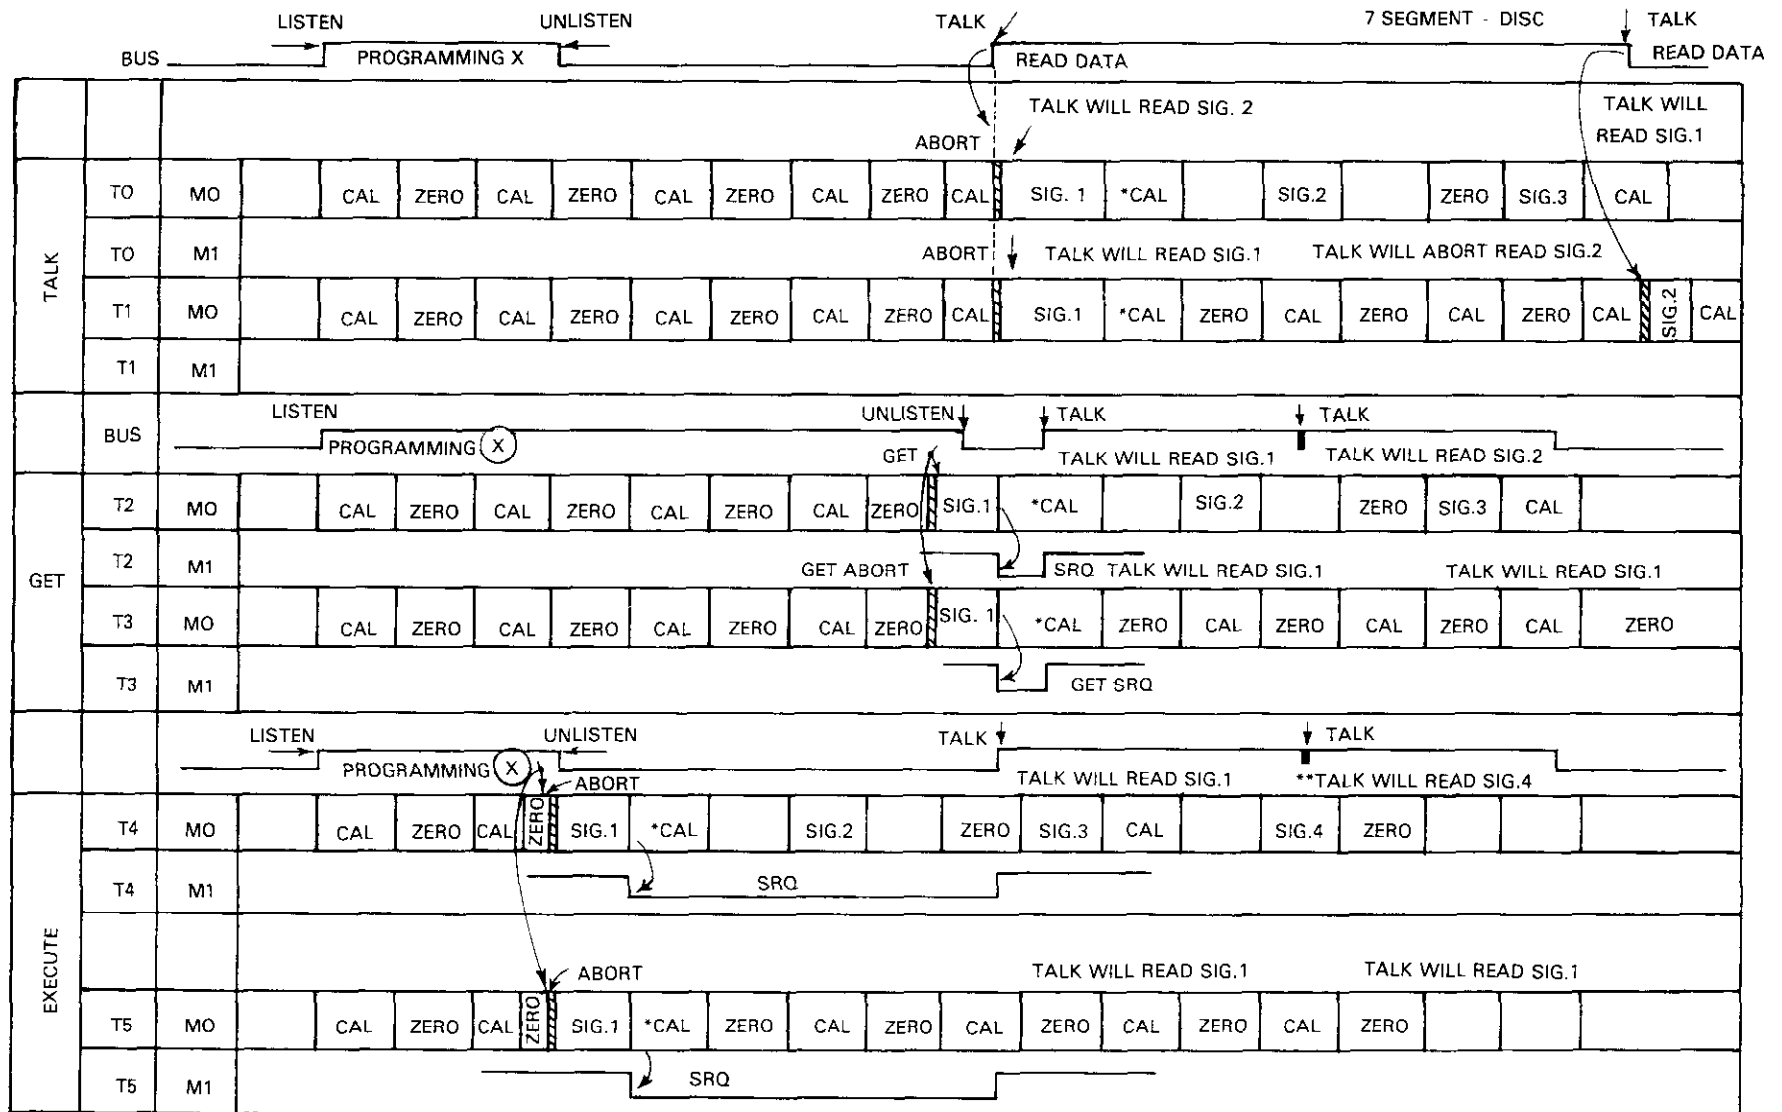 LISTEN UNLISTEN TALK 7 SEGMENT - DISC TALK
BUS PROGRAMMING X READ DATA READ DATA
TALK WILL READ SIG. 2 TALK WILL
READ SIG.1
ABORT
TALK
T0 M0 CAL ZERO CAL ZERO CAL ZERO CAL ZERO CAL SIG. 1 *CAL SIG.2 ZERO SIG.3 CAL
T0 M1 ABORT TALK WILL READ SIG.1 TALK WILL ABORT READ SIG.2
T1 M0 CAL ZERO CAL ZERO CAL ZERO CAL ZERO CAL SIG.1 *CAL ZERO CAL ZERO CAL ZERO CAL SIG.2 CAL
T1 M1
LISTEN UNLISTEN TALK TALK
BUS PROGRAMMING X
GET TALK WILL READ SIG.1 TALK WILL READ SIG.2
GET
T2 M0 CAL ZERO CAL ZERO CAL ZERO CAL ZERO SIG.1 *CAL SIG.2 ZERO SIG.3 CAL
T2 M1 GET ABORT SRQ TALK WILL READ SIG.1 TALK WILL READ SIG.1
T3 M0 CAL ZERO CAL ZERO CAL ZERO CAL ZERO SIG. 1 *CAL ZERO CAL ZERO CAL ZERO CAL ZERO
T3 M1 GET SRQ
LISTEN UNLISTEN TALK TALK
PROGRAMMING X
ABORT TALK WILL READ SIG.1 **TALK WILL READ SIG.4
EXECUTE
T4 M0 CAL ZERO CAL ZERO SIG.1 *CAL SIG.2 ZERO SIG.3 CAL SIG.4 ZERO
T4 M1 SRQ
ABORT TALK WILL READ SIG.1 TALK WILL READ SIG.1
T5 M0 CAL ZERO CAL ZERO SIG.1 *CAL ZERO CAL ZERO CAL ZERO CAL ZERO CAL ZERO
T5 M1 SRQ